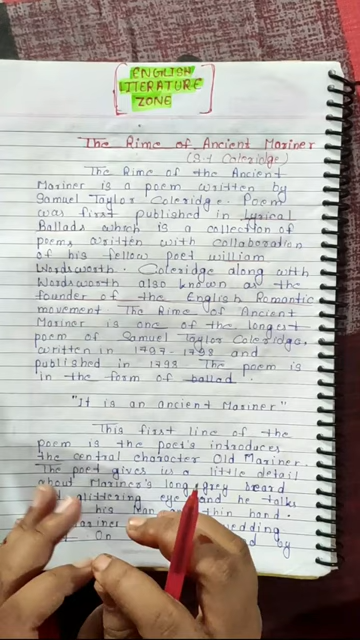 ENGLISH
LITERATURE
ZONE
The Rime of Ancient Mariner
(S.T Coleridge)
The Rime of the Ancient
Mariner is a poem written by
Samuel Taylor Coleridge. Poem
was first published in Lyrical
Ballads which is a collection of
poems written with collaboration
of his fellow poet william
Wordsworth. Coleridge along with
Wordsworth also known as the
founder of the English Romantic
movement The Rime of Ancient
Mariner is one of the longest
poem of Samuel Taylor Coleridge,
written in 1797-1798 and
published in 1798 The poem is
in the form of ballad.
"It is an ancient Mariner"
This first line of the
poem is the poet's introduces
the central character Old Mariner.
The poet gives us a little detail
about Mariner's long grey beard
glittering eye and he talks
his thin hand.
wedding
On by